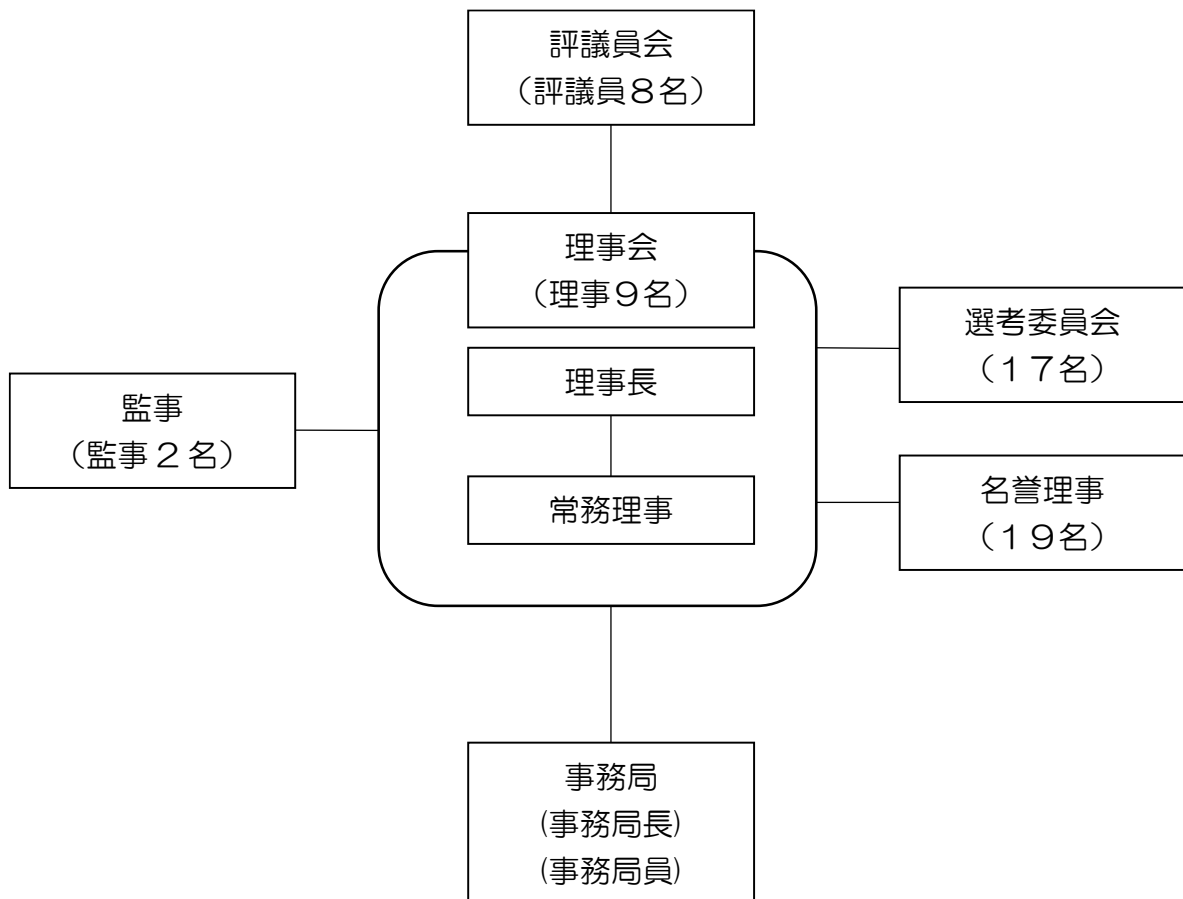 評議員会
（評議員８名）
理事会
（理事９名）
理事長
常務理事
監事
（監事２名）
選考委員会
（１７名）
名誉理事
（１９名）
事務局
(事務局長)
(事務局員)